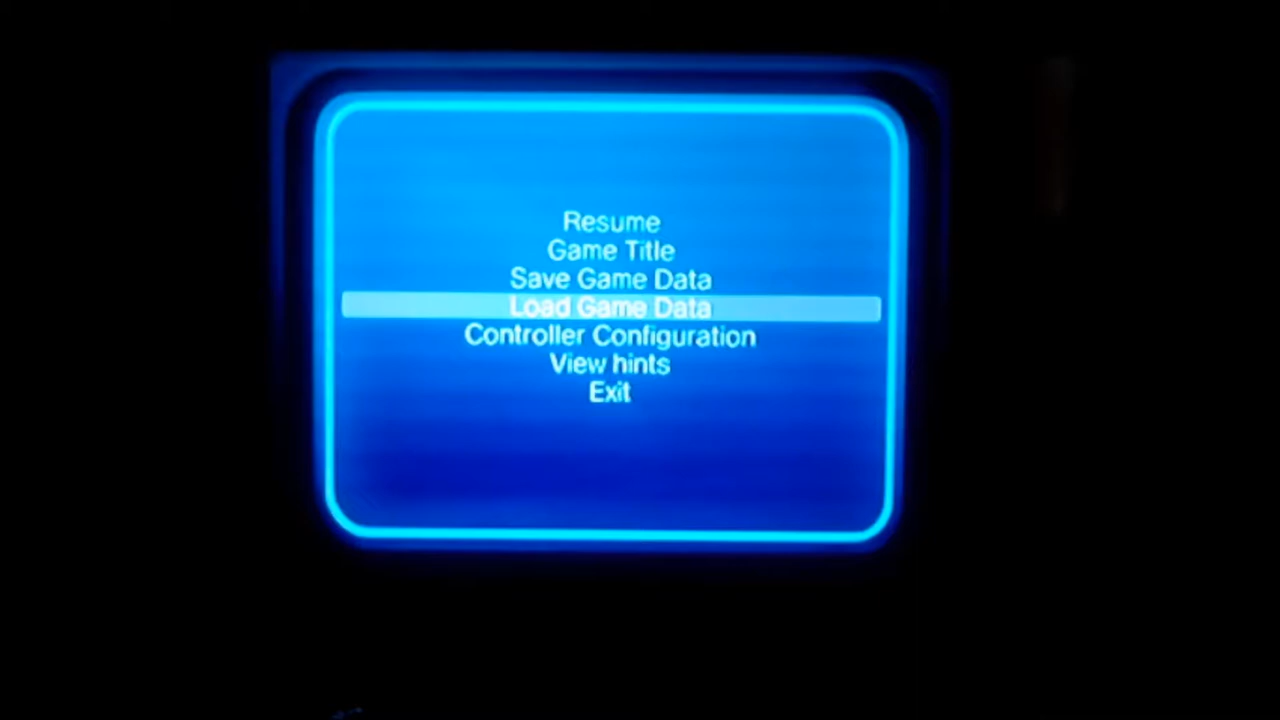 Resume
Game Title
Save Game Data
Load Game Data
Controller Configuration
View hints
Exit